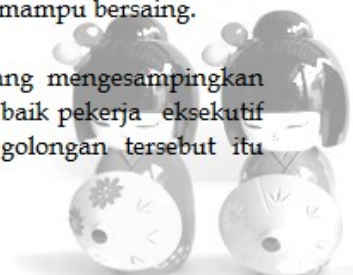 mampu bersaing.
ang mengesampingkan
baik pekerja eksekutif
golongan tersebut itu